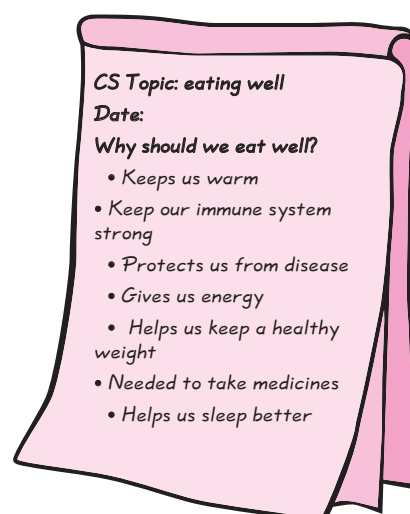 CS Topic: eating well
Date:
Why should we eat well?
• Keeps us warm
• Keep our immune system
strong
• Protects us from disease
• Gives us energy
• Helps us keep a healthy
weight
• Needed to take medicines
• Helps us sleep better